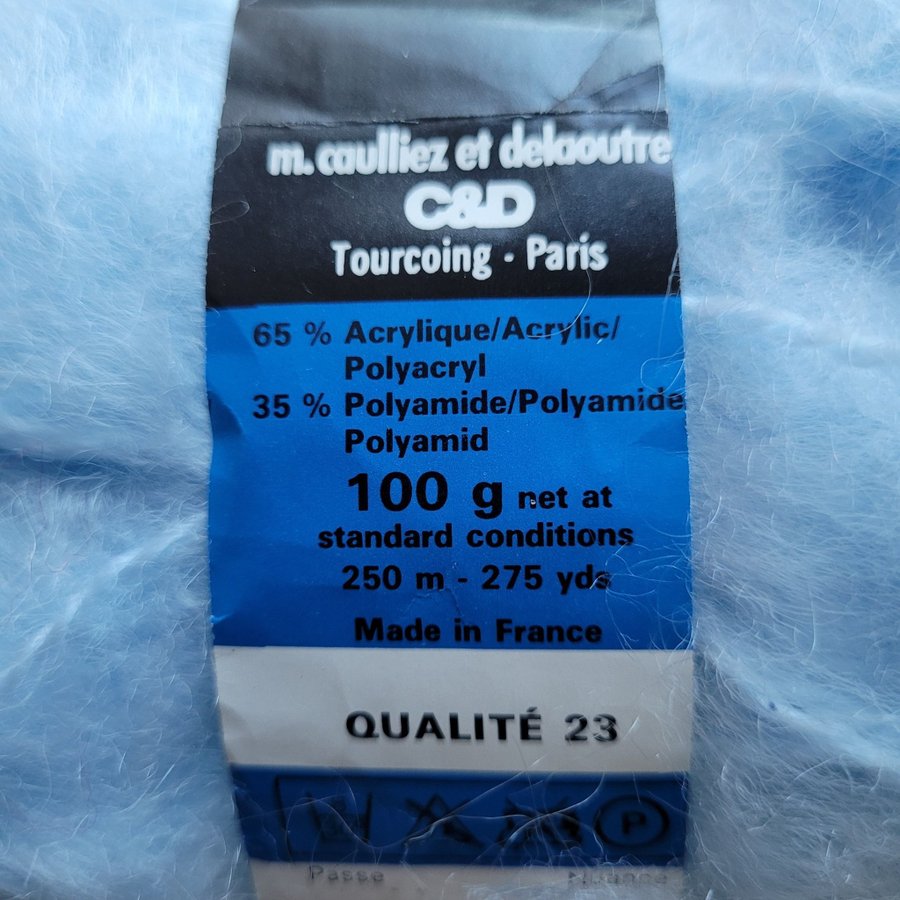 m. caulliez et delaoutre
C&D
Tourcoing - Paris
65 % Acrylique/Acrylic/
Polyacryl
35 % Polyamide/Polyamide
Polyamid
100 g net at
standard conditions
250 m - 275 yds
Made in France
QUALITÉ 23
P
Passe Nuance